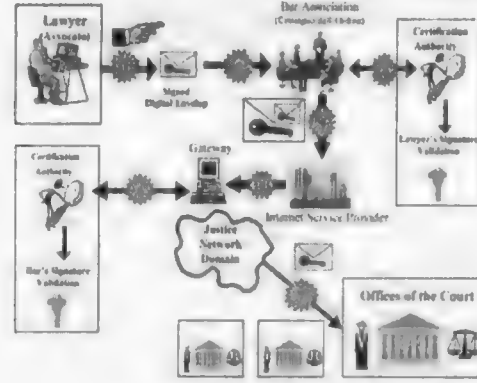 Lawyer
(Avvocato)
Signed
Digital Envelop
Bar Association
Certification
Authority
Lawyer's Signature
Validation
Gateway
Certification
Authority
Bar's Signature
Validation
Internet Service Provider
Justice
Network
Domain
Offices of the Court